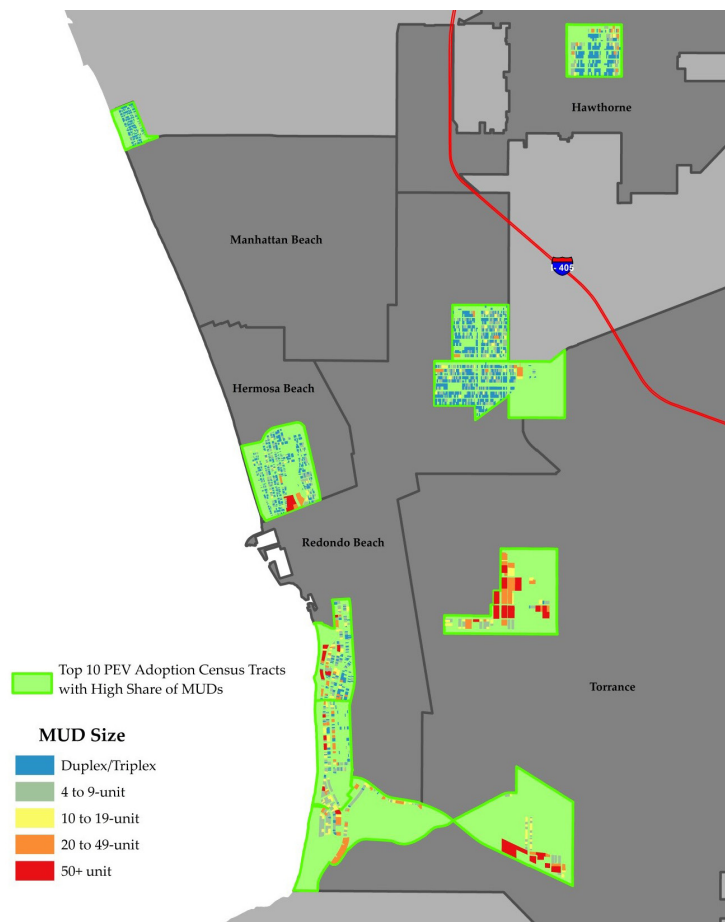 Hawthorne
Manhattan Beach
I- 405
Hermosa Beach
Redondo Beach
Torrance
Top 10 PEV Adoption Census Tracts
with High Share of MUDs
MUD Size
Duplex/Triplex
4 to 9-unit
10 to 19-unit
20 to 49-unit
50+ unit